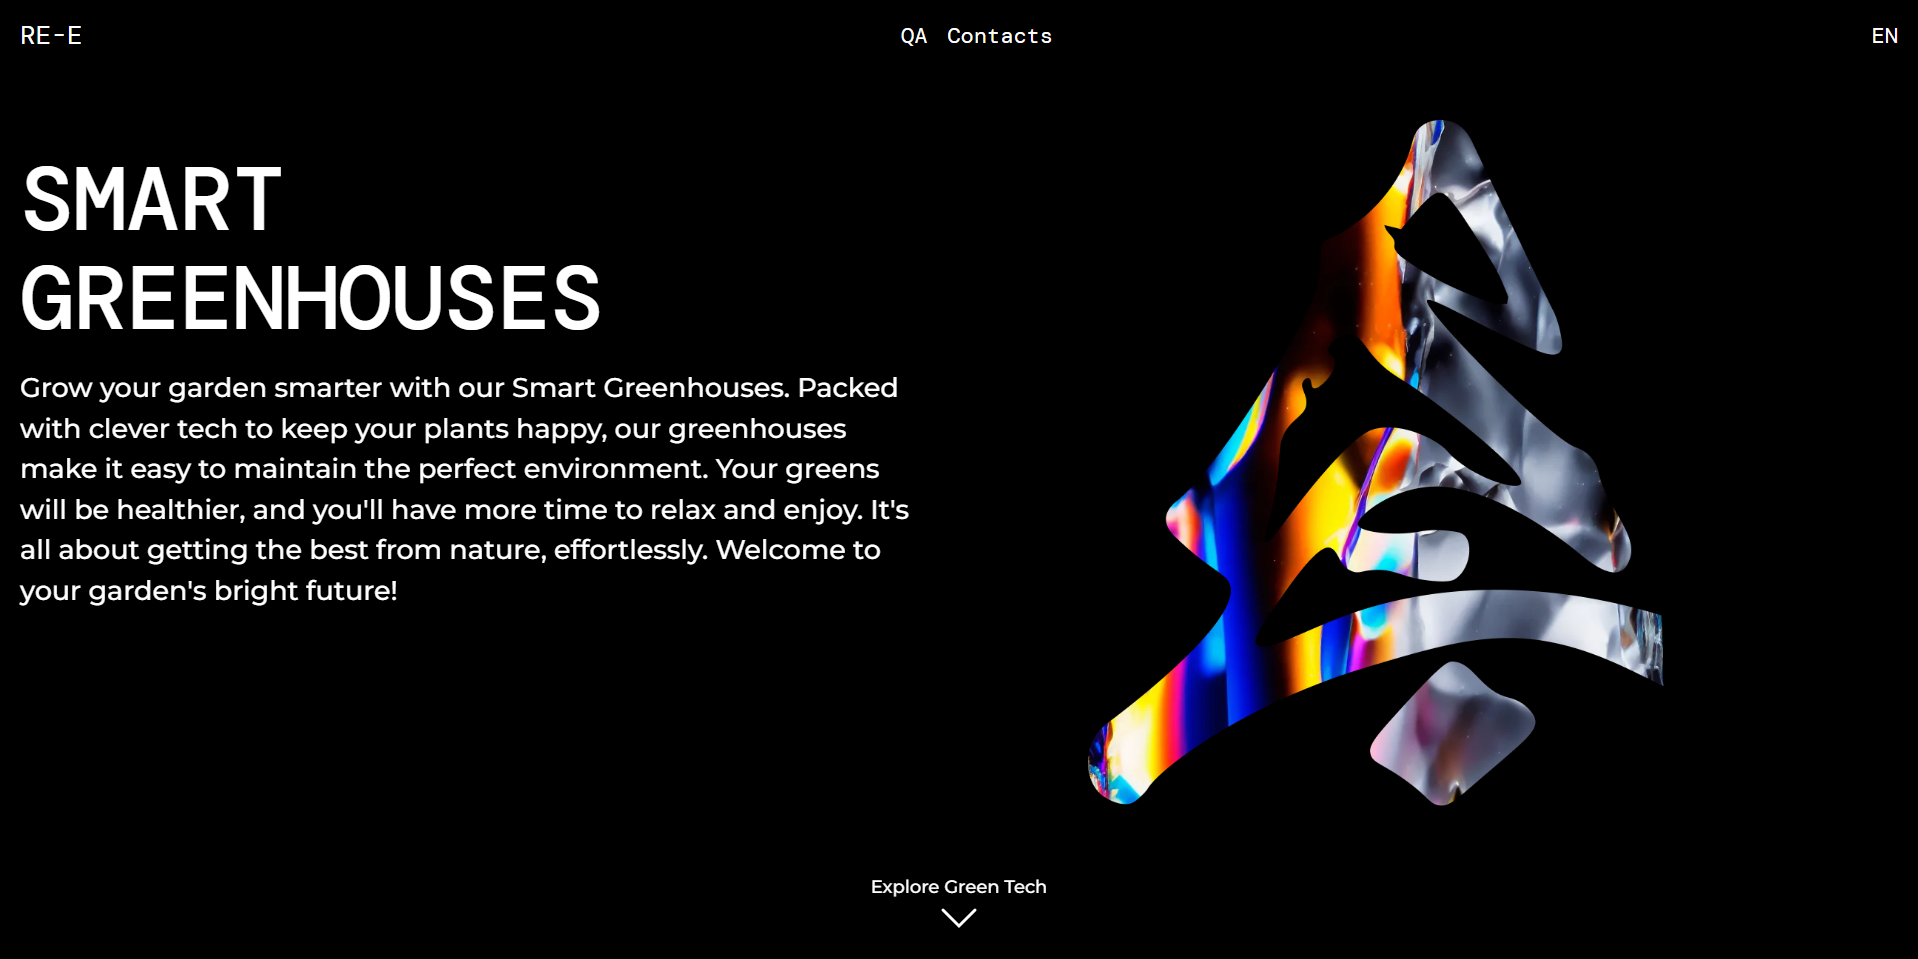 RE-E
QA Contacts
EN
SMART
GREENHOUSES
Grow your garden smarter with our Smart Greenhouses. Packed
with clever tech to keep your plants happy, our greenhouses
make it easy to maintain the perfect environment. Your greens
will be healthier, and you'll have more time to relax and enjoy. It's
all about getting the best from nature, effortlessly. Welcome to
your garden's bright future!
Explore Green Tech